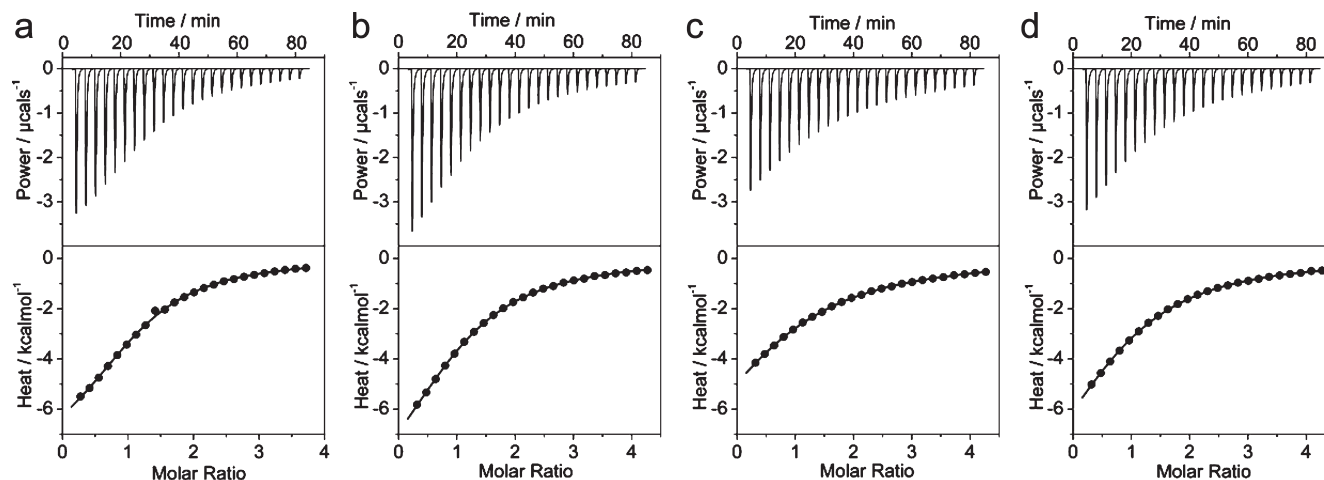 a
Time / min
0 20 40 60 80
Power / µcals⁻¹
0
-1
-2
-3
Heat / kcalmol⁻¹
0
-2
-4
-6
0 1 2 3 4
Molar Ratio
b
Time / min
0 20 40 60 80
Power / µcals⁻¹
0
-1
-2
-3
Heat / kcalmol⁻¹
0
-2
-4
-6
0 1 2 3 4
Molar Ratio
c
Time / min
0 20 40 60 80
Power / µcals⁻¹
0
-1
-2
-3
Heat / kcalmol⁻¹
0
-2
-4
-6
0 1 2 3 4
Molar Ratio
d
Time / min
0 20 40 60 80
Power / µcals⁻¹
0
-1
-2
-3
Heat / kcalmol⁻¹
0
-2
-4
-6
0 1 2 3 4
Molar Ratio